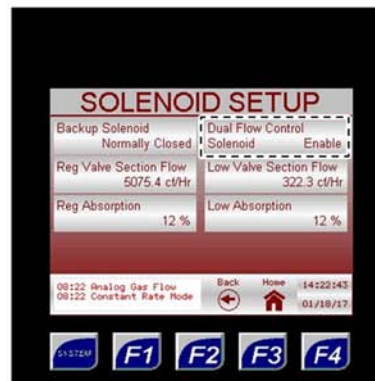 SOLENOID SETUP
Backup Solenoid
Normally Closed
Dual Flow Control
Solenoid Enable
Reg Valve Section Flow
5075.4 cf/Hr
Low Valve Section Flow
322.3 cf/Hr
Reg Absorption
12 %
Low Absorption
12 %
08:22 Analog Gas Flow
08:22 Constant Rate Mode
Back
Home
14:22:43
01/18/17
SYSTEM
F1
F2
F3
F4